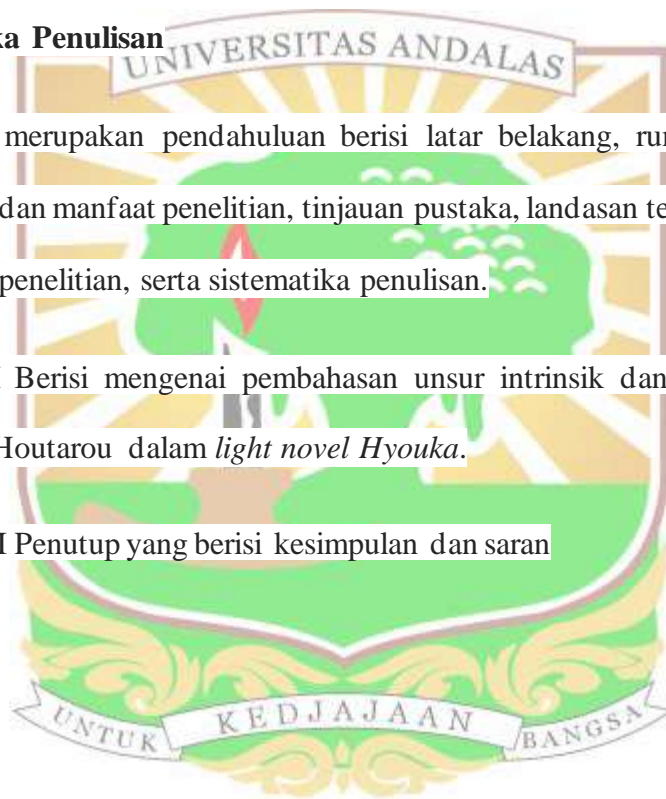 ka Penulisan
UNIVERSITAS ANDALAS
merupakan pendahuluan berisi latar belakang, rur
dan manfaat penelitian, tinjauan pustaka, landasan te
penelitian, serta sistematika penulisan.
Berisi mengenai pembahasan unsur intrinsik dan
Houtarou dalam light novel Hyouka.
I Penutup yang berisi kesimpulan dan saran
UNTUK KEDJAJAAN BANGSA